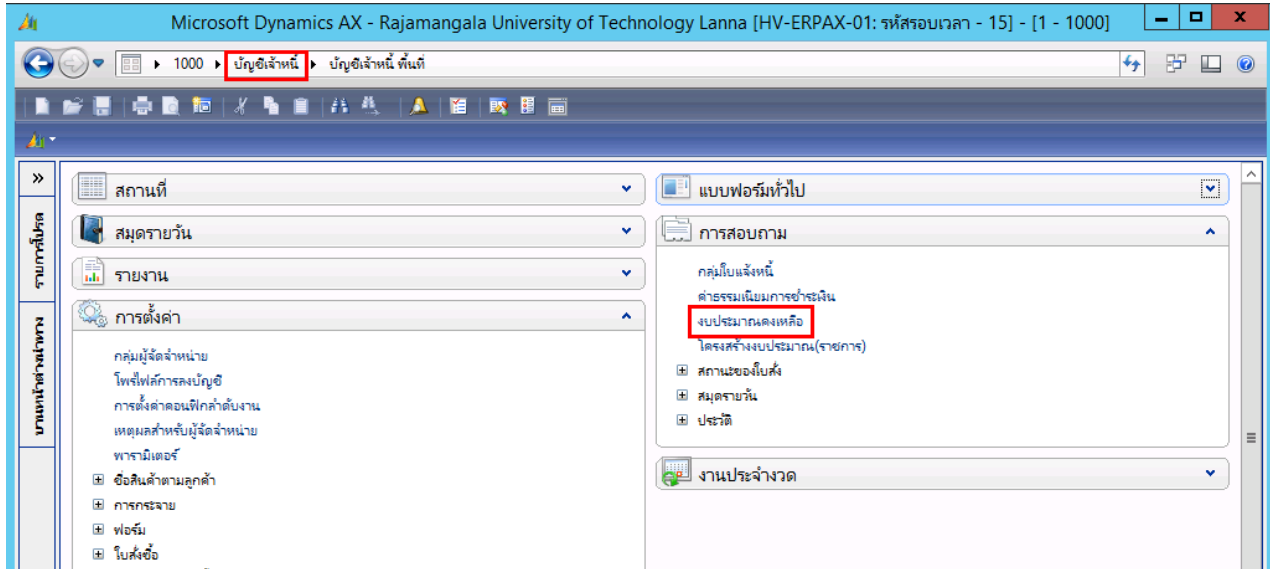 Microsoft Dynamics AX - Rajamangala University of Technology Lanna [HV-ERPAX-01: รหัสรอบเวลา - 15] - [1 - 1000]
1000 บัญชีเจ้าหนี้ บัญชีเจ้าหนี้ พื้นที่
รายการโปรด
บานหน้าต่างนำทาง
สถานที่
สมุดรายวัน
รายงาน
การตั้งค่า
กลุ่มผู้จัดจำหน่าย
โพรไฟล์การลงบัญชี
การตั้งค่าคอนฟิกลำดับงาน
เหตุผลสำหรับผู้จัดจำหน่าย
พารามิเตอร์
ชื่อสินค้าตามลูกค้า
การกระจาย
ฟอร์ม
ใบสั่งซื้อ
แบบฟอร์มทั่วไป
การสอบถาม
กลุ่มใบแจ้งหนี้
ค่าธรรมเนียมการชำระเงิน
งบประมาณคงเหลือ
โครงสร้างงบประมาณ(ราชการ)
สถานะของใบสั่ง
สมุดรายวัน
ประวัติ
งานประจำงวด